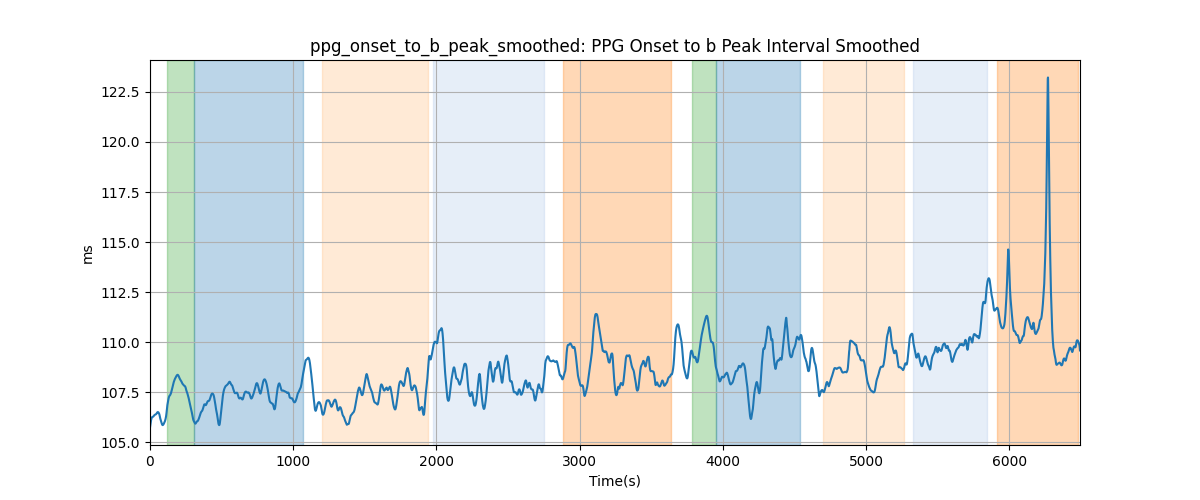 ppg_onset_to_b_peak_smoothed: PPG Onset to b Peak Interval Smoothed
122.5
120.0
117.5
115.0
112.5
110.0
107.5
105.0
ms
0 1000 2000 3000 4000 5000 6000
Time(s)